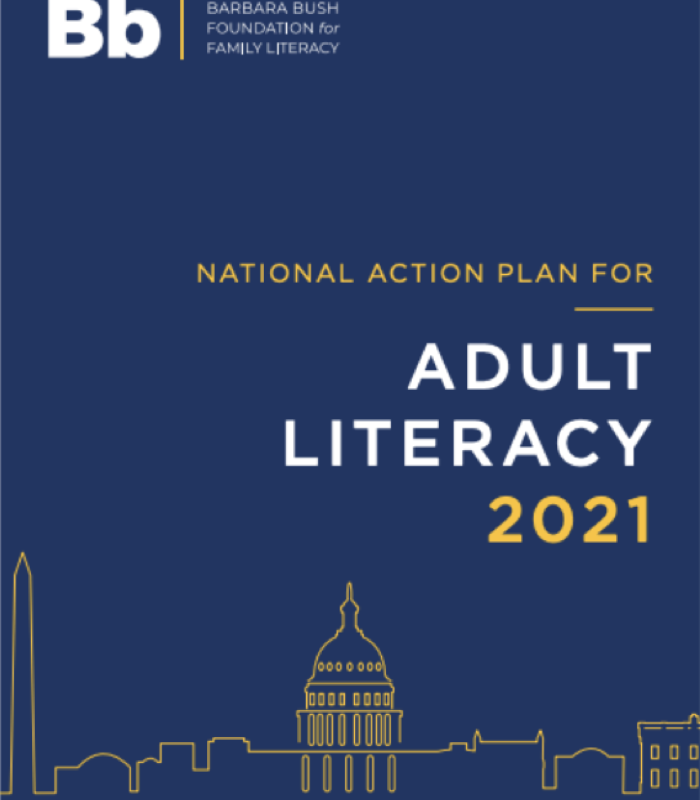 Bb
BARBARA BUSH
FOUNDATION for
FAMILY LITERACY
NATIONAL ACTION PLAN FOR
ADULT
LITERACY
2021